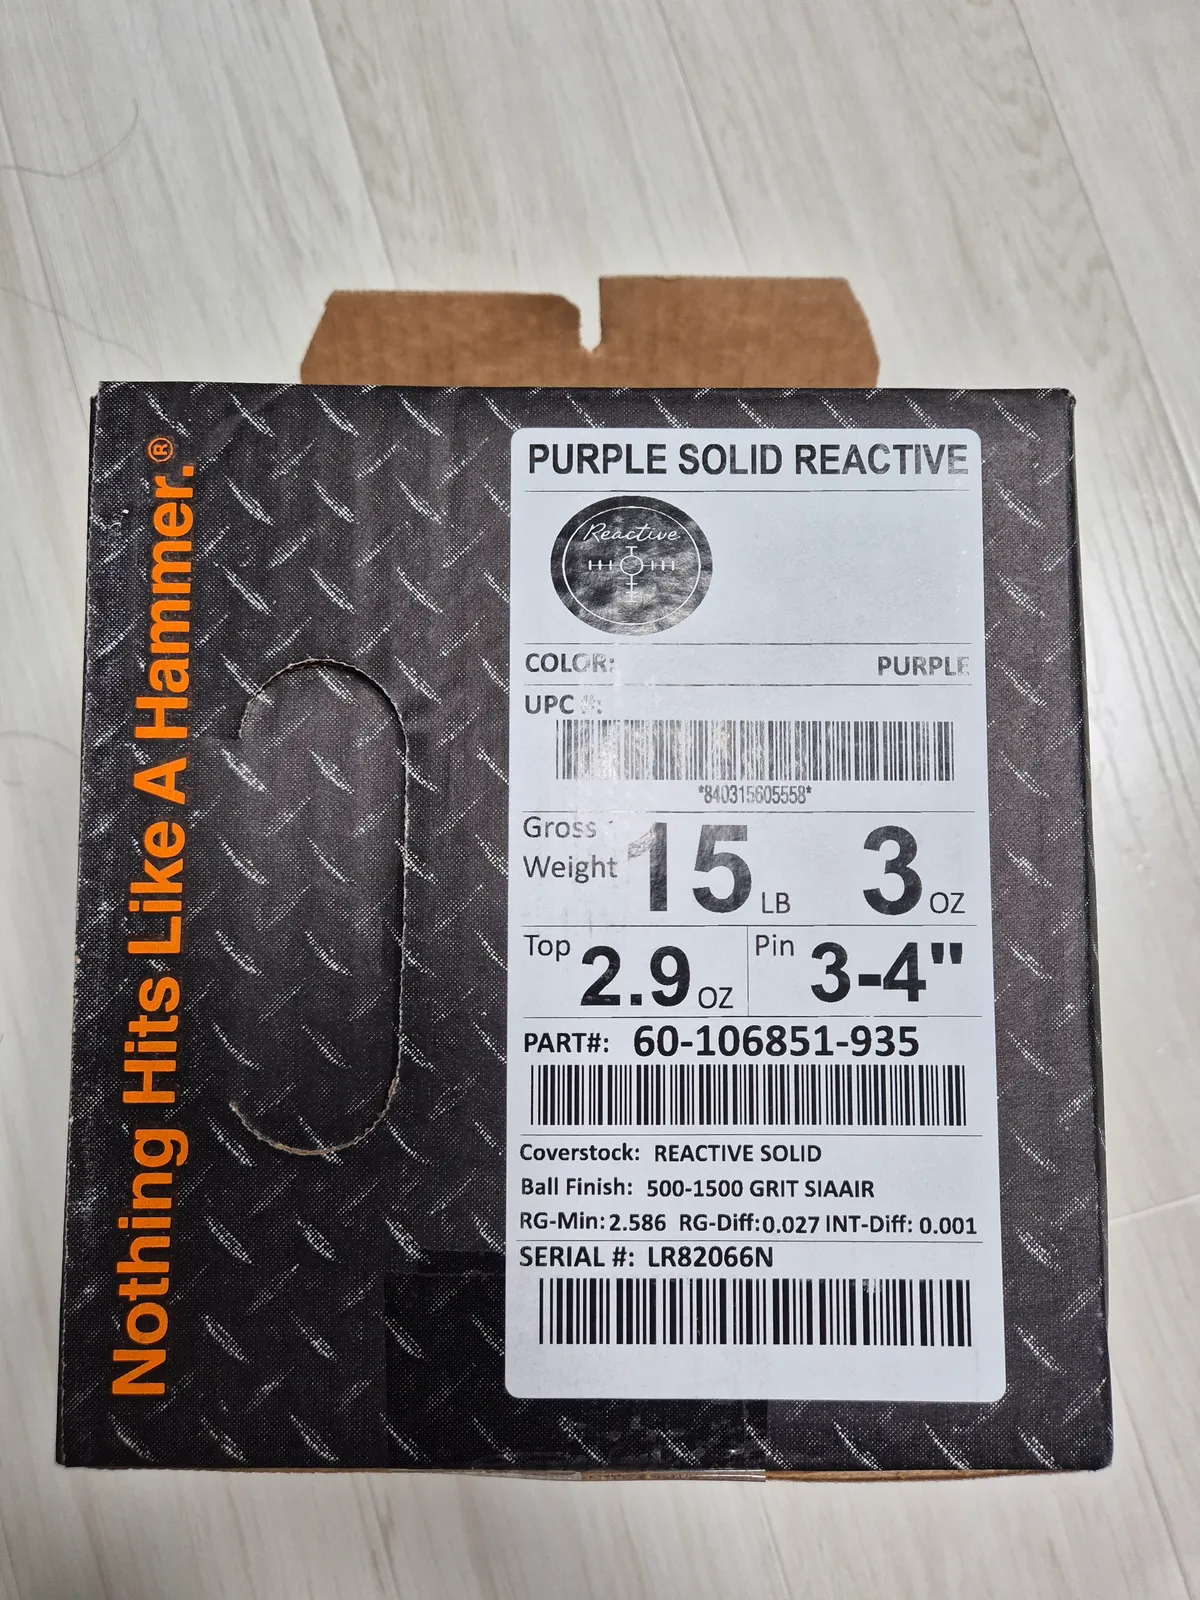 Nothing Hits Like A Hammer.®
PURPLE SOLID REACTIVE
Reactive
COLOR: PURPLE
UPC #:
*840315605558*
Gross Weight 15 LB 3 OZ
Top 2.9 OZ Pin 3-4"
PART#: 60-106851-935
Coverstock: REACTIVE SOLID
Ball Finish: 500-1500 GRIT SIAAIR
RG-Min: 2.586 RG-Diff: 0.027 INT-Diff: 0.001
SERIAL #: LR82066N